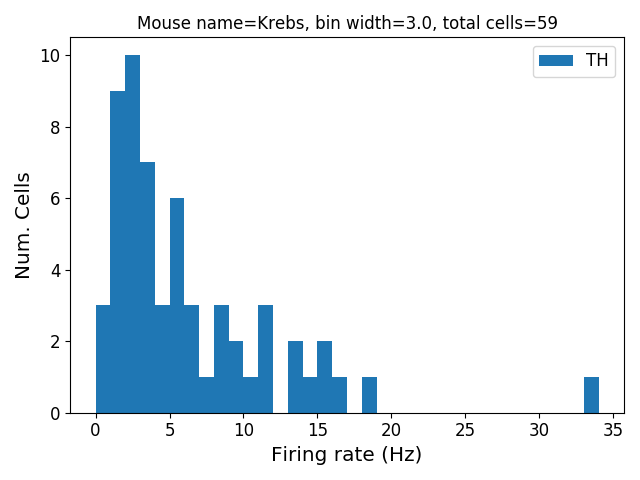 Mouse name=Krebs, bin width=3.0, total cells=59
TH
Num. Cells
10
8
6
4
2
0
0 5 10 15 20 25 30 35
Firing rate (Hz)